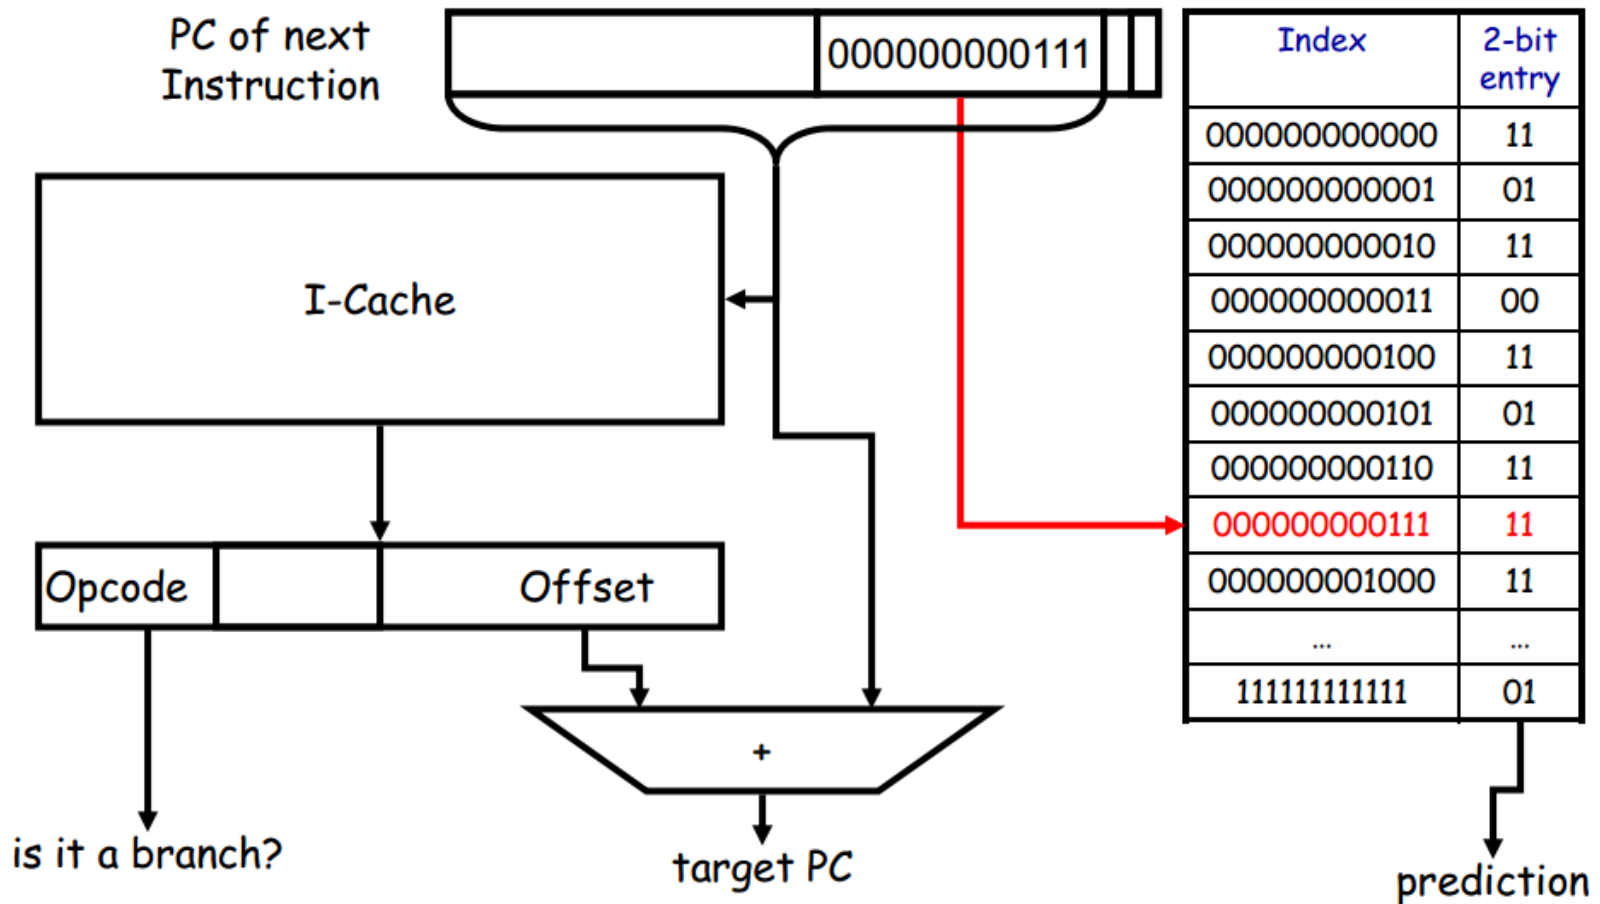 PC of next
Instruction
000000000111
Index
2-bit
entry
000000000000 11
000000000001 01
000000000010 11
000000000011 00
000000000100 11
000000000101 01
000000000110 11
000000000111 11
000000001000 11
... ...
111111111111 01
I-Cache
Opcode
Offset
+
is it a branch?
target PC
prediction